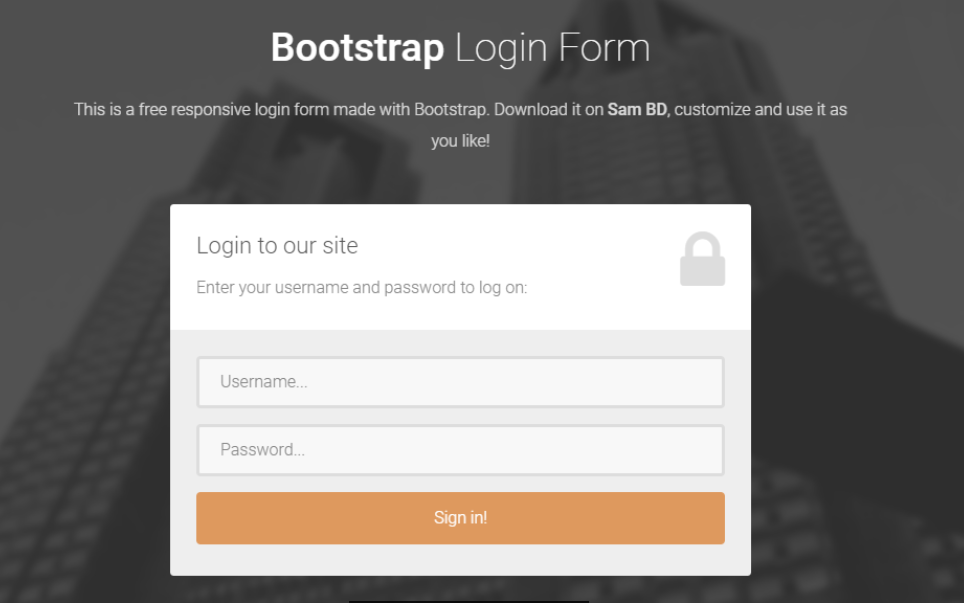 Bootstrap Login Form
This is a free responsive login form made with Bootstrap. Download it on Sam BD, customize and use it as
you like!
Login to our site
Enter your username and password to log on:
Username...
Password...
Sign in!